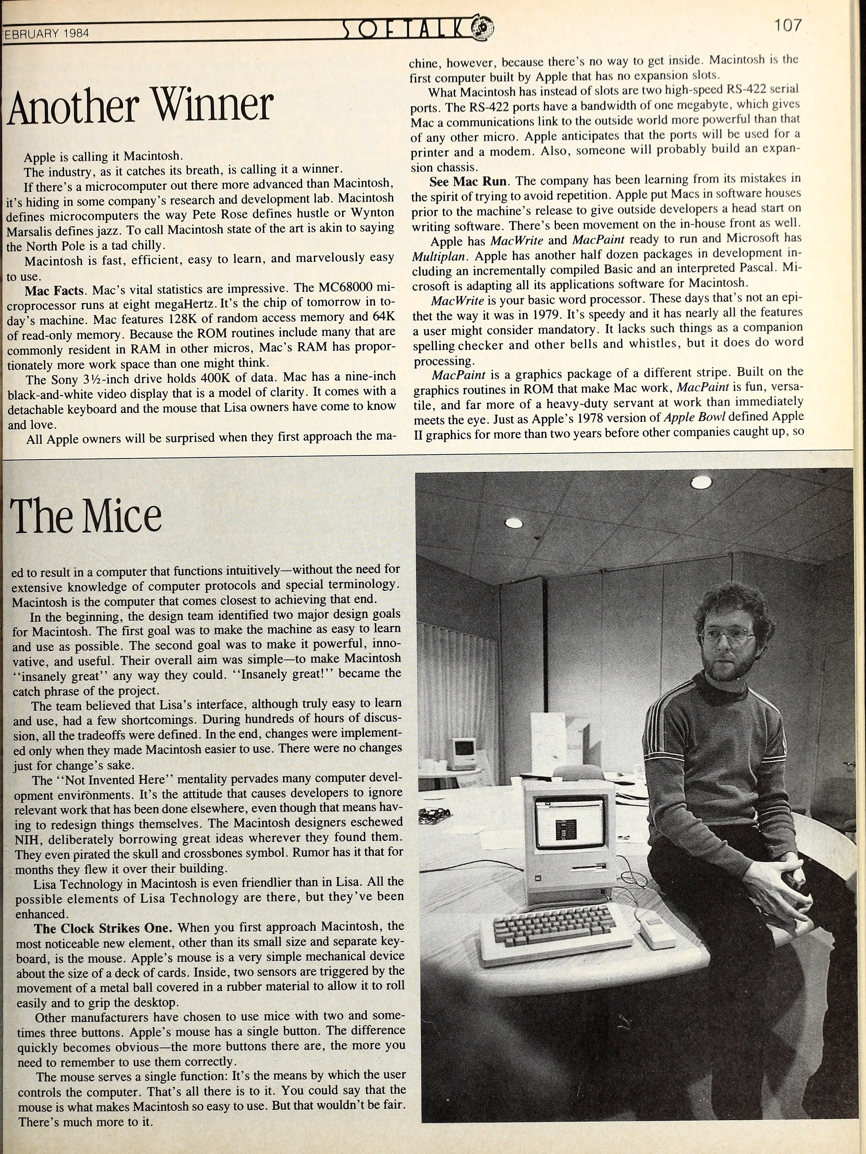 FEBRUARY 1984
SOFTALK
107
Another Winner
Apple is calling it Macintosh.
The industry, as it catches its breath, is calling it a winner.
If there's a microcomputer out there more advanced than Macintosh,
it's hiding in some company's research and development lab. Macintosh
defines microcomputers the way Pete Rose defines hustle or Wynton
Marsalis defines jazz. To call Macintosh state of the art is akin to saying
the North Pole is a tad chilly.
Macintosh is fast, efficient, easy to learn, and marvelously easy
to use.
Mac Facts. Mac's vital statistics are impressive. The MC68000 mi-
croprocessor runs at eight megaHertz. It's the chip of tomorrow in to-
day's machine. Mac features 128K of random access memory and 64K
of read-only memory. Because the ROM routines include many that are
commonly resident in RAM in other micros, Mac's RAM has propor-
tionately more work space than one might think.
The Sony 3½-inch drive holds 400K of data. Mac has a nine-inch
black-and-white video display that is a model of clarity. It comes with a
detachable keyboard and the mouse that Lisa owners have come to know
and love.
All Apple owners will be surprised when they first approach the ma-
chine, however, because there's no way to get inside. Macintosh is the
first computer built by Apple that has no expansion slots.
What Macintosh has instead of slots are two high-speed RS-422 serial
ports. The RS-422 ports have a bandwidth of one megabyte, which gives
Mac a communications link to the outside world more powerful than that
of any other micro. Apple anticipates that the ports will be used for a
printer and a modem. Also, someone will probably build an expan-
sion chassis.
See Mac Run. The company has been learning from its mistakes in
the spirit of trying to avoid repetition. Apple put Macs in software houses
prior to the machine's release to give outside developers a head start on
writing software. There's been movement on the in-house front as well.
Apple has MacWrite and MacPaint ready to run and Microsoft has
Multiplan. Apple has another half dozen packages in development in-
cluding an incrementally compiled Basic and an interpreted Pascal. Mi-
crosoft is adapting all its applications software for Macintosh.
MacWrite is your basic word processor. These days that's not an epi-
thet the way it was in 1979. It's speedy and it has nearly all the features
a user might consider mandatory. It lacks such things as a companion
spelling checker and other bells and whistles, but it does do word
processing.
MacPaint is a graphics package of a different stripe. Built on the
graphics routines in ROM that make Mac work, MacPaint is fun, versa-
tile, and far more of a heavy-duty servant at work than immediately
meets the eye. Just as Apple's 1978 version of Apple Bowl defined Apple
II graphics for more than two years before other companies caught up, so
The Mice
ed to result in a computer that functions intuitively—without the need for
extensive knowledge of computer protocols and special terminology.
Macintosh is the computer that comes closest to achieving that end.
In the beginning, the design team identified two major design goals
for Macintosh. The first goal was to make the machine as easy to learn
and use as possible. The second goal was to make it powerful, inno-
vative, and useful. Their overall aim was simple—to make Macintosh
"insanely great" any way they could. "Insanely great!" became the
catch phrase of the project.
The team believed that Lisa's interface, although truly easy to learn
and use, had a few shortcomings. During hundreds of hours of discus-
sion, all the tradeoffs were defined. In the end, changes were implement-
ed only when they made Macintosh easier to use. There were no changes
just for change's sake.
The "Not Invented Here" mentality pervades many computer devel-
opment environments. It's the attitude that causes developers to ignore
relevant work that has been done elsewhere, even though that means hav-
ing to redesign things themselves. The Macintosh designers eschewed
NIH, deliberately borrowing great ideas wherever they found them.
They even pirated the skull and crossbones symbol. Rumor has it that for
months they flew it over their building.
Lisa Technology in Macintosh is even friendlier than in Lisa. All the
possible elements of Lisa Technology are there, but they've been
enhanced.
The Clock Strikes One. When you first approach Macintosh, the
most noticeable new element, other than its small size and separate key-
board, is the mouse. Apple's mouse is a very simple mechanical device
about the size of a deck of cards. Inside, two sensors are triggered by the
movement of a metal ball covered in a rubber material to allow it to roll
easily and to grip the desktop.
Other manufacturers have chosen to use mice with two and some-
times three buttons. Apple's mouse has a single button. The difference
quickly becomes obvious—the more buttons there are, the more you
need to remember to use them correctly.
The mouse serves a single function: It's the means by which the user
controls the computer. That's all there is to it. You could say that the
mouse is what makes Macintosh so easy to use. But that wouldn't be fair.
There's much more to it.